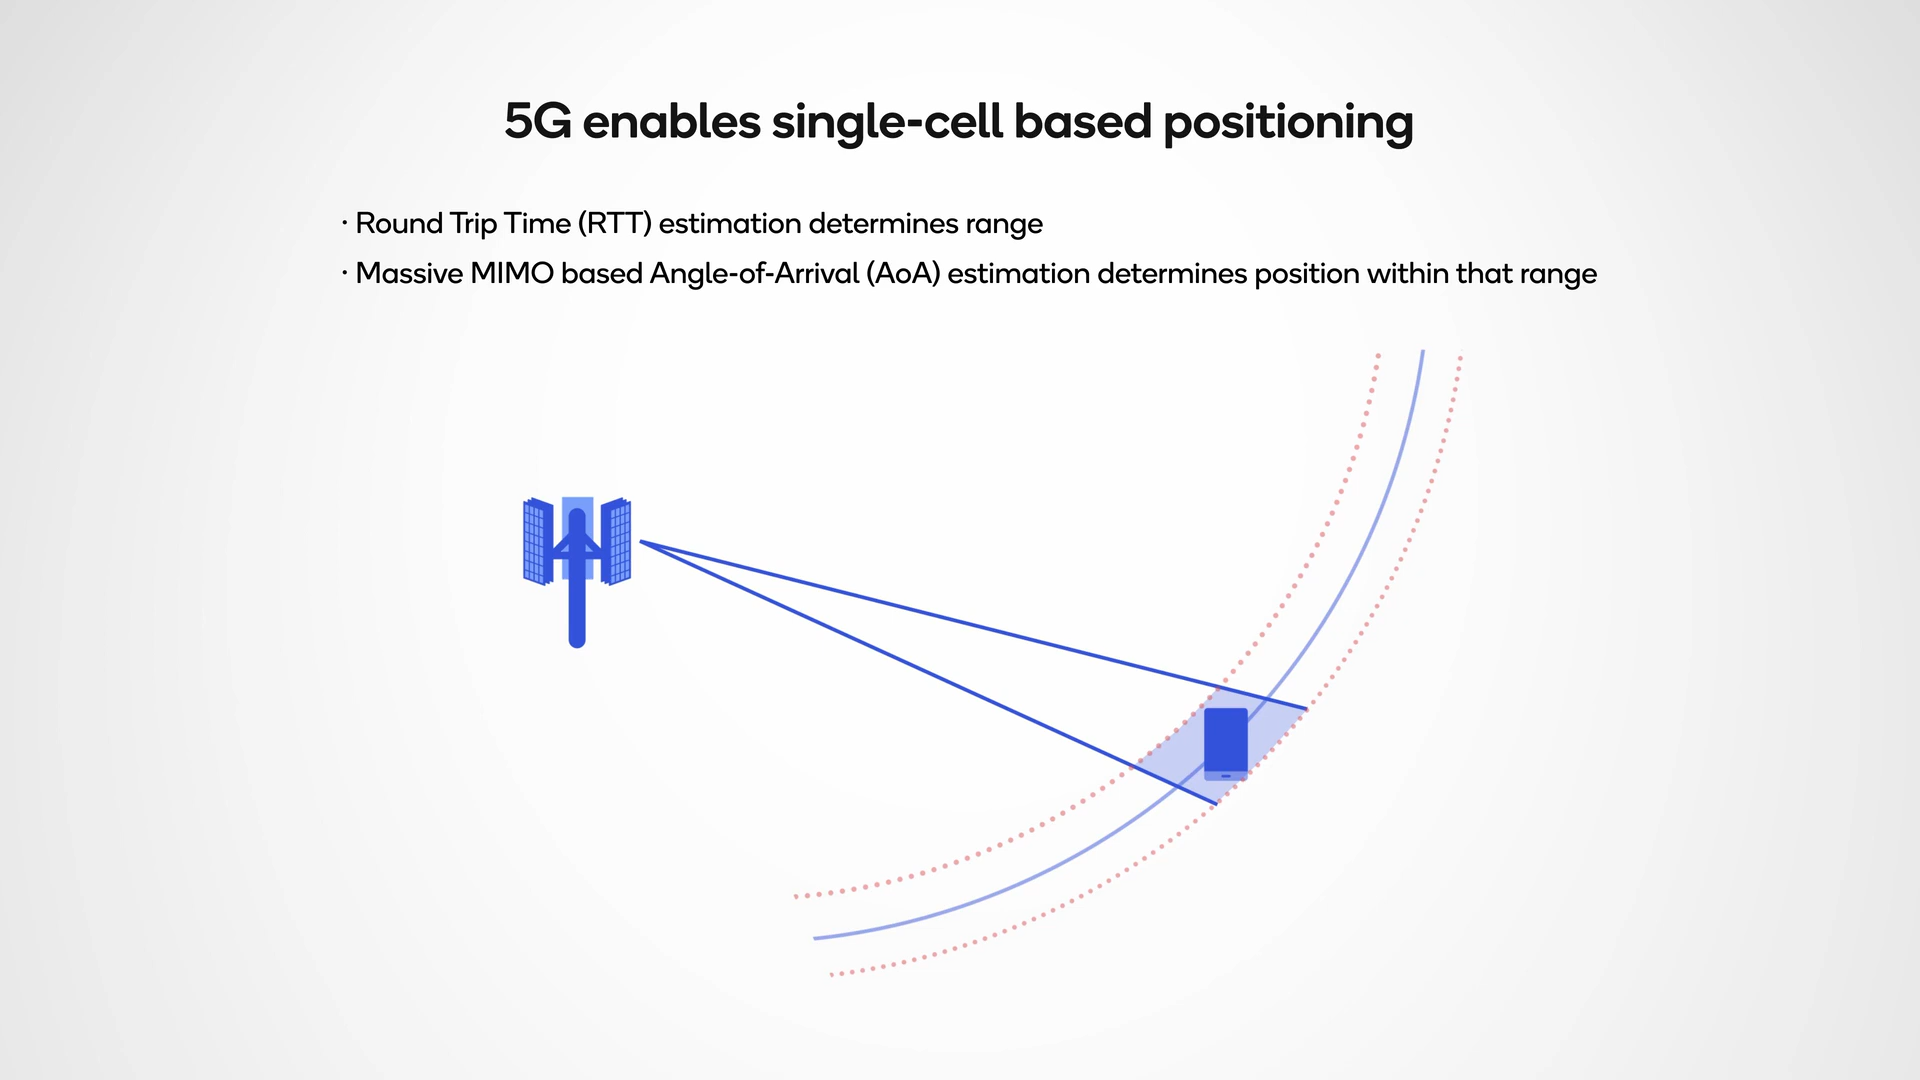 5G enables single-cell based positioning
· Round Trip Time (RTT) estimation determines range
· Massive MIMO based Angle-of-Arrival (AoA) estimation determines position within that range